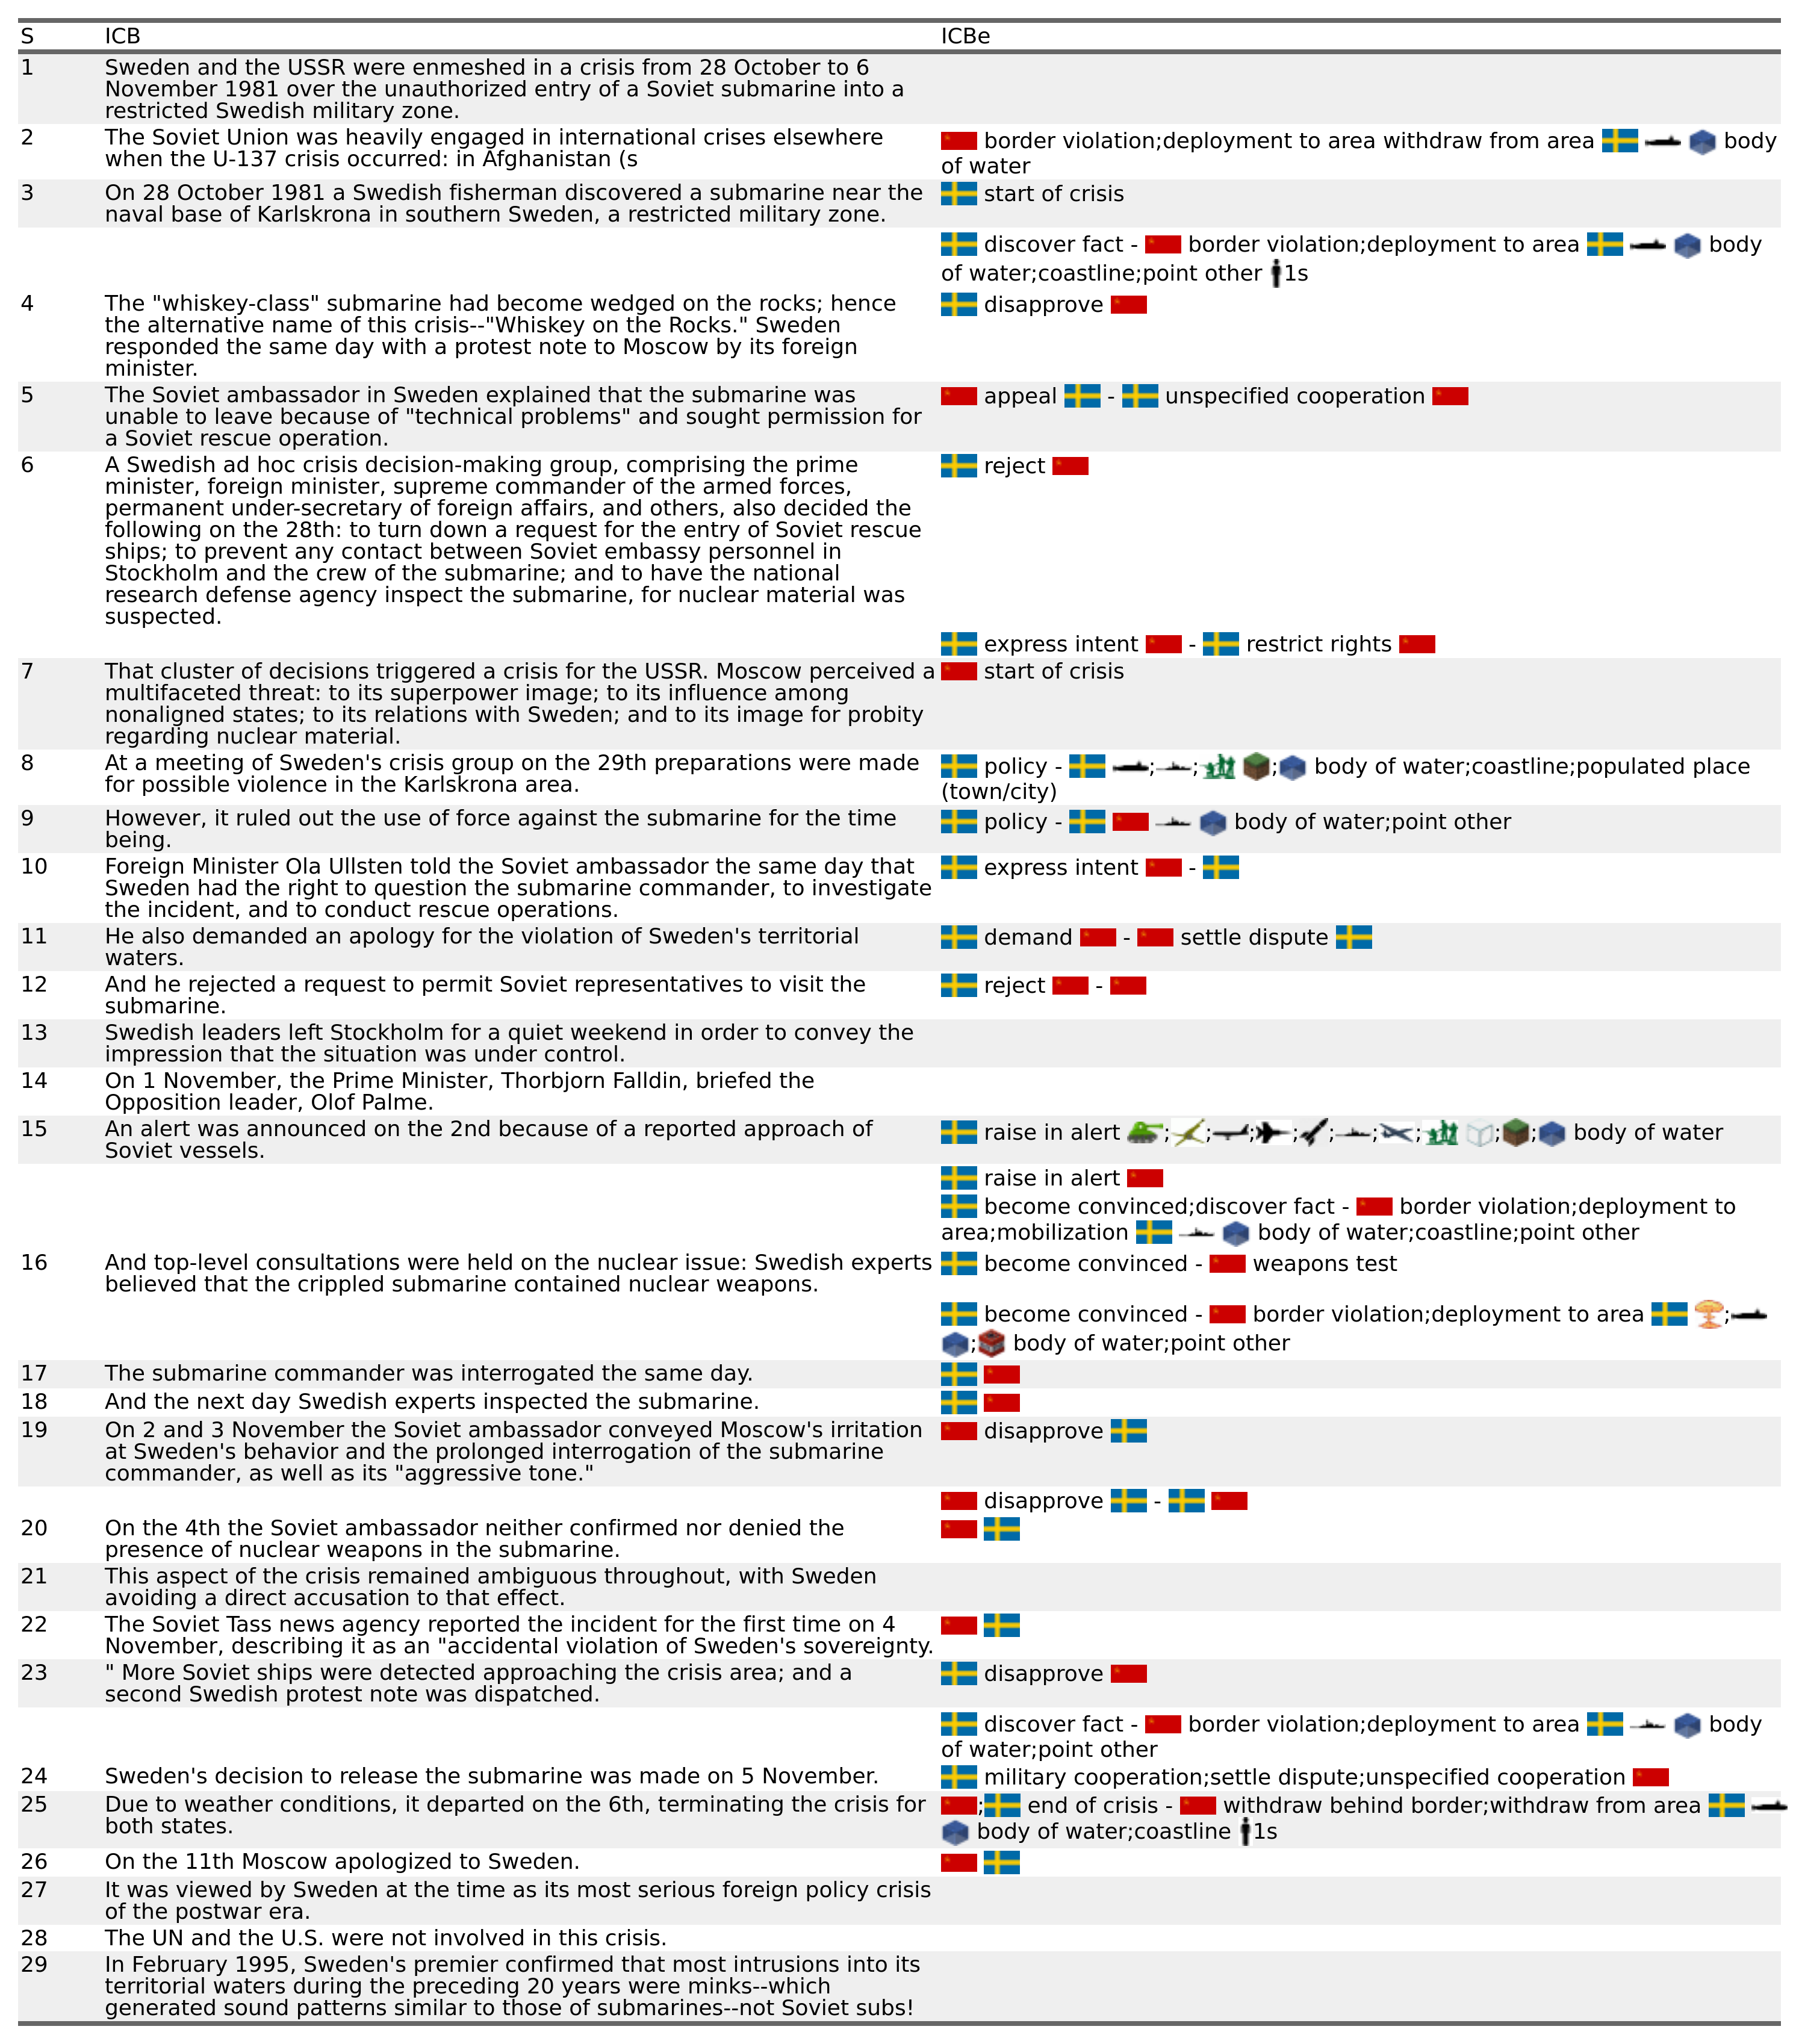 S ICB ICBe
1 Sweden and the USSR were enmeshed in a crisis from 28 October to 6
November 1981 over the unauthorized entry of a Soviet submarine into a
restricted Swedish military zone.
2 The Soviet Union was heavily engaged in international crises elsewhere
when the U-137 crisis occurred: in Afghanistan (s
border violation;deployment to area withdraw from area body
of water
3 On 28 October 1981 a Swedish fisherman discovered a submarine near the
naval base of Karlskrona in southern Sweden, a restricted military zone.
start of crisis
discover fact - border violation;deployment to area body
of water;coastline;point other 1s
4 The "whiskey-class" submarine had become wedged on the rocks; hence
the alternative name of this crisis--"Whiskey on the Rocks." Sweden
responded the same day with a protest note to Moscow by its foreign
minister.
disapprove
5 The Soviet ambassador in Sweden explained that the submarine was
unable to leave because of "technical problems" and sought permission for
a Soviet rescue operation.
appeal - unspecified cooperation
6 A Swedish ad hoc crisis decision-making group, comprising the prime
minister, foreign minister, supreme commander of the armed forces,
permanent under-secretary of foreign affairs, and others, also decided the
following on the 28th: to turn down a request for the entry of Soviet rescue
ships; to prevent any contact between Soviet embassy personnel in
Stockholm and the crew of the submarine; and to have the national
research defense agency inspect the submarine, for nuclear material was
suspected.
reject
express intent - restrict rights
7 That cluster of decisions triggered a crisis for the USSR. Moscow perceived a
multifaceted threat: to its superpower image; to its influence among
nonaligned states; to its relations with Sweden; and to its image for probity
regarding nuclear material.
start of crisis
8 At a meeting of Sweden's crisis group on the 29th preparations were made
for possible violence in the Karlskrona area.
policy - ; ; ; body of water;coastline;populated place
(town/city)
9 However, it ruled out the use of force against the submarine for the time
being.
policy - body of water;point other
10 Foreign Minister Ola Ullsten told the Soviet ambassador the same day that
Sweden had the right to question the submarine commander, to investigate
the incident, and to conduct rescue operations.
express intent -
11 He also demanded an apology for the violation of Sweden's territorial
waters.
demand - settle dispute
12 And he rejected a request to permit Soviet representatives to visit the
submarine.
reject -
13 Swedish leaders left Stockholm for a quiet weekend in order to convey the
impression that the situation was under control.
14 On 1 November, the Prime Minister, Thorbjorn Falldin, briefed the
Opposition leader, Olof Palme.
15 An alert was announced on the 2nd because of a reported approach of
Soviet vessels.
raise in alert ; ; ; ; ; ; ; ; ; body of water
raise in alert
become convinced;discover fact - border violation;deployment to
area;mobilization body of water;coastline;point other
16 And top-level consultations were held on the nuclear issue: Swedish experts
believed that the crippled submarine contained nuclear weapons.
become convinced - weapons test
become convinced - border violation;deployment to area ;
; body of water;point other
17 The submarine commander was interrogated the same day.
18 And the next day Swedish experts inspected the submarine.
19 On 2 and 3 November the Soviet ambassador conveyed Moscow's irritation
at Sweden's behavior and the prolonged interrogation of the submarine
commander, as well as its "aggressive tone."
disapprove
disapprove -
20 On the 4th the Soviet ambassador neither confirmed nor denied the
presence of nuclear weapons in the submarine.
21 This aspect of the crisis remained ambiguous throughout, with Sweden
avoiding a direct accusation to that effect.
22 The Soviet Tass news agency reported the incident for the first time on 4
November, describing it as an "accidental violation of Sweden's sovereignty.
23 " More Soviet ships were detected approaching the crisis area; and a
second Swedish protest note was dispatched.
disapprove
discover fact - border violation;deployment to area body
of water;point other
24 Sweden's decision to release the submarine was made on 5 November.
military cooperation;settle dispute;unspecified cooperation
25 Due to weather conditions, it departed on the 6th, terminating the crisis for
both states.
; end of crisis - withdraw behind border;withdraw from area
body of water;coastline 1s
26 On the 11th Moscow apologized to Sweden.
27 It was viewed by Sweden at the time as its most serious foreign policy crisis
of the postwar era.
28 The UN and the U.S. were not involved in this crisis.
29 In February 1995, Sweden's premier confirmed that most intrusions into its
territorial waters during the preceding 20 years were minks--which
generated sound patterns similar to those of submarines--not Soviet subs!